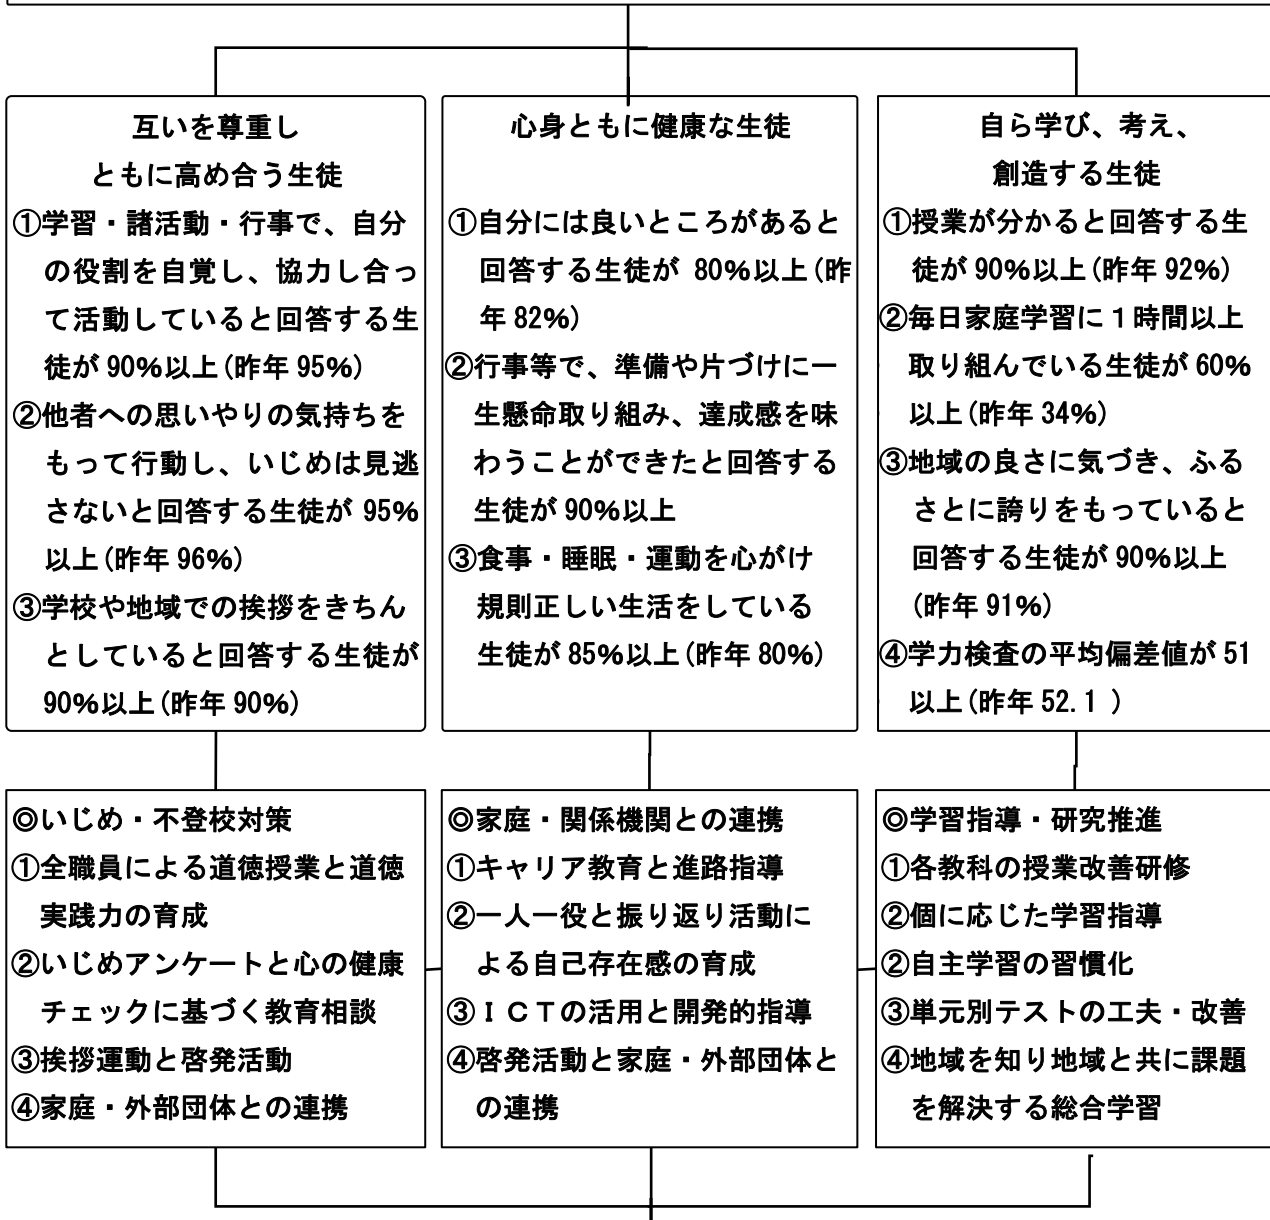 互いを尊重し
ともに高め合う生徒
①学習・諸活動・行事で、自分
の役割を自覚し、協力し合っ
て活動していると回答する生
徒が90%以上(昨年95%)
②他者への思いやりの気持ちを
もって行動し、いじめは見逃
さないと回答する生徒が 95%
以上(昨年96%)
③学校や地域での挨拶をきちん
としていると回答する生徒が
90%以上(昨年90%)
心身ともに健康な生徒
①自分には良いところがあると
回答する生徒が 80%以上(昨
年82%)
②行事等で、準備や片づけに一
生懸命取り組み、達成感を味
わうことができたと回答する
生徒が90%以上
③食事・睡眠・運動を心がけ
規則正しい生活をしている
生徒が85%以上(昨年80%)
自ら学び、考え、
創造する生徒
①授業が分かると回答する生
徒が90%以上(昨年92%)
②毎日家庭学習に１時間以上
取り組んでいる生徒が60%
以上(昨年34%)
③地域の良さに気づき、ふる
さとに誇りをもっていると
回答する生徒が90%以上
(昨年91%)
④学力検査の平均偏差値が51
以上(昨年52.1 )
◎いじめ・不登校対策
①全職員による道徳授業と道徳
実践力の育成
②いじめアンケートと心の健康
チェックに基づく教育相談
③挨拶運動と啓発活動
④家庭・外部団体との連携
◎家庭・関係機関との連携
①キャリア教育と進路指導
②一人一役と振り返り活動に
よる自己存在感の育成
③ＩＣＴの活用と開発的指導
④啓発活動と家庭・外部団体と
の連携
◎学習指導・研究推進
①各教科の授業改善研修
②個に応じた学習指導
②自主学習の習慣化
③単元別テストの工夫・改善
④地域を知り地域と共に課題
を解決する総合学習